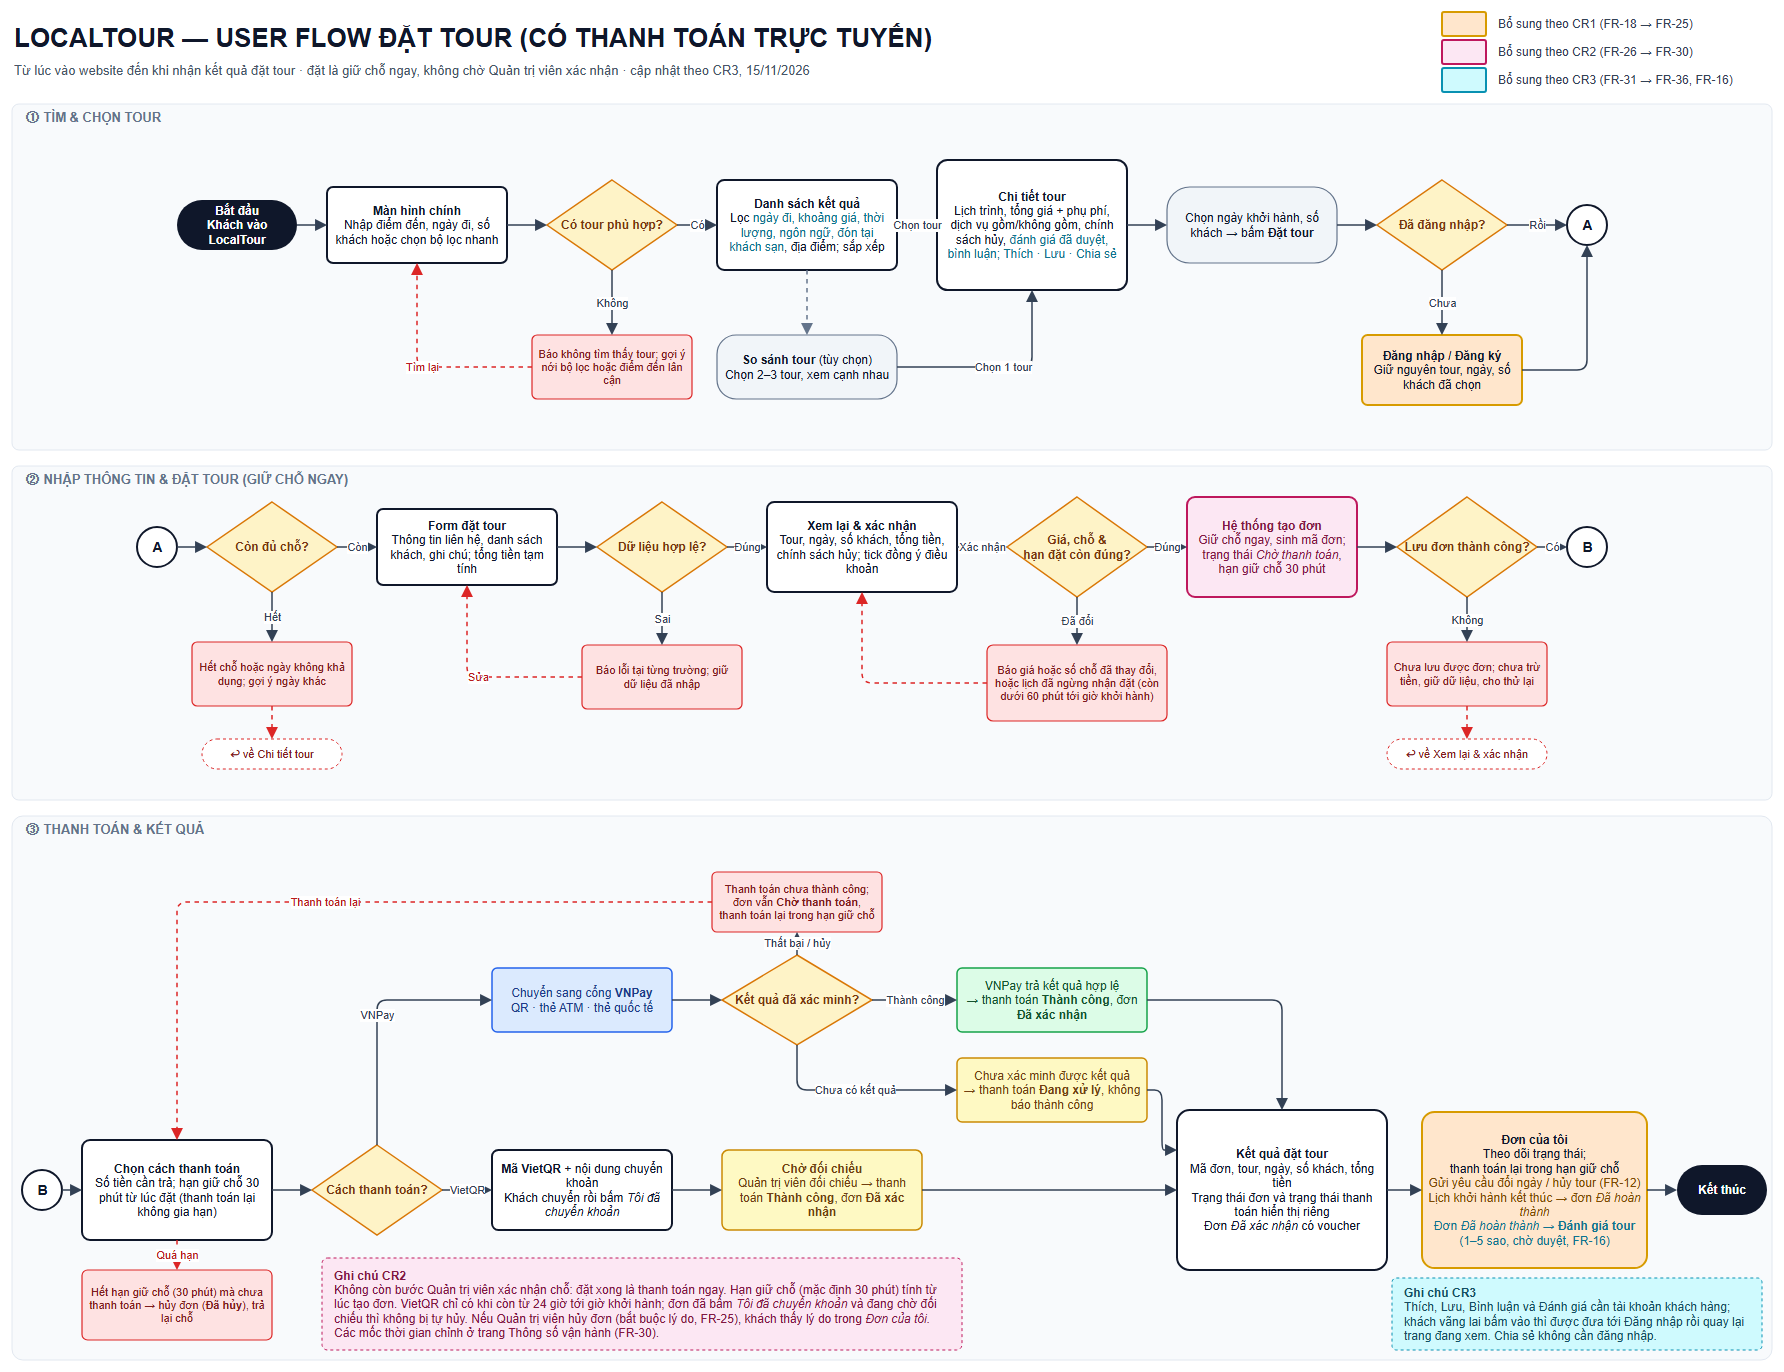 LOCALTOUR — USER FLOW ĐẶT TOUR (CÓ THANH TOÁN TRỰC TUYẾN)
Từ lúc vào website đến khi nhận kết quả đặt tour · đặt là giữ chỗ ngay, không chờ Quản trị viên xác nhận · cập nhật theo CR3, 15/11/2026
Bổ sung theo CR1 (FR-18 → FR-25)
Bổ sung theo CR2 (FR-26 → FR-30)
Bổ sung theo CR3 (FR-31 → FR-36, FR-16)
① TÌM & CHỌN TOUR
Bắt đầu
Khách vào
LocalTour
Màn hình chính
Nhập điểm đến, ngày đi, số
khách hoặc chọn bộ lọc nhanh
Có tour phù hợp?
Có
Danh sách kết quả
Lọc ngày đi, khoảng giá, thời
lượng, ngôn ngữ, đón tại
khách sạn, địa điểm; sắp xếp
Chọn tour
Chi tiết tour
Lịch trình, tổng giá + phụ phí,
dịch vụ gồm/không gồm, chính
sách hủy, đánh giá đã duyệt,
bình luận; Thích · Lưu · Chia sẻ
Chọn ngày khởi hành, số
khách → bấm Đặt tour
Đã đăng nhập?
Rồi
A
Không
Chưa
Báo không tìm thấy tour; gợi ý
nới bộ lọc hoặc điểm đến lân
cận
Tìm lại
So sánh tour (tùy chọn)
Chọn 2–3 tour, xem cạnh nhau
Chọn 1 tour
Đăng nhập / Đăng ký
Giữ nguyên tour, ngày, số
khách đã chọn
② NHẬP THÔNG TIN & ĐẶT TOUR (GIỮ CHỖ NGAY)
A
Còn đủ chỗ?
Còn
Form đặt tour
Thông tin liên hệ, danh sách
khách, ghi chú; tổng tiền tạm
tính
Dữ liệu hợp lệ?
Đúng
Xem lại & xác nhận
Tour, ngày, số khách, tổng tiền,
chính sách hủy; tick đồng ý điều
khoản
Xác nhận
Giá, chỗ &
hạn đặt còn đúng?
Đúng
Hệ thống tạo đơn
Giữ chỗ ngay, sinh mã đơn;
trạng thái Chờ thanh toán,
hạn giữ chỗ 30 phút
Lưu đơn thành công?
Có
B
Hết
Sai
Đã đổi
Không
Hết chỗ hoặc ngày không khả
dụng; gợi ý ngày khác
Sửa
Báo lỗi tại từng trường; giữ
dữ liệu đã nhập
Báo giá hoặc số chỗ đã thay đổi,
hoặc lịch đã ngừng nhận đặt (còn
dưới 60 phút tới giờ khởi hành)
Chưa lưu được đơn; chưa trừ
tiền, giữ dữ liệu, cho thử lại
↩ về Chi tiết tour
↩ về Xem lại & xác nhận
③ THANH TOÁN & KẾT QUẢ
Thanh toán chưa thành công;
đơn vẫn Chờ thanh toán,
thanh toán lại trong hạn giữ chỗ
Thanh toán lại
Thất bại / hủy
VNPay
Chuyển sang cổng VNPay
QR · thẻ ATM · thẻ quốc tế
Kết quả đã xác minh?
Thành công
VNPay trả kết quả hợp lệ
→ thanh toán Thành công, đơn
Đã xác nhận
Chưa có kết quả
Chưa xác minh được kết quả
→ thanh toán Đang xử lý, không
báo thành công
B
Chọn cách thanh toán
Số tiền cần trả; hạn giữ chỗ 30
phút từ lúc đặt (thanh toán lại
không gia hạn)
Cách thanh toán?
VietQR
Mã VietQR + nội dung chuyển
khoản
Khách chuyển rồi bấm Tôi đã
chuyển khoản
Chờ đối chiếu
Quản trị viên đối chiếu → thanh
toán Thành công, đơn Đã xác
nhận
Kết quả đặt tour
Mã đơn, tour, ngày, số khách, tổng
tiền
Trạng thái đơn và trạng thái thanh
toán hiển thị riêng
Đơn Đã xác nhận có voucher
Đơn của tôi
Theo dõi trạng thái;
thanh toán lại trong hạn giữ chỗ
Gửi yêu cầu đổi ngày / hủy tour (FR-12)
Lịch khởi hành kết thúc → đơn Đã hoàn
thành
Đơn Đã hoàn thành → Đánh giá tour
(1–5 sao, chờ duyệt, FR-16)
Kết thúc
Quá hạn
Hết hạn giữ chỗ (30 phút) mà chưa
thanh toán → hủy đơn (Đã hủy), trả
lại chỗ
Ghi chú CR2
Không còn bước Quản trị viên xác nhận chỗ: đặt xong là thanh toán ngay. Hạn giữ chỗ (mặc định 30 phút) tính từ
lúc tạo đơn. VietQR chỉ có khi còn từ 24 giờ tới giờ khởi hành; đơn đã bấm Tôi đã chuyển khoản và đang chờ đối
chiếu thì không bị tự hủy. Nếu Quản trị viên hủy đơn (bắt buộc lý do, FR-25), khách thấy lý do trong Đơn của tôi.
Các mốc thời gian chỉnh ở trang Thông số vận hành (FR-30).
Ghi chú CR3
Thích, Lưu, Bình luận và Đánh giá cần tài khoản khách hàng;
khách vãng lai bấm vào thì được đưa tới Đăng nhập rồi quay lại
trang đang xem. Chia sẻ không cần đăng nhập.